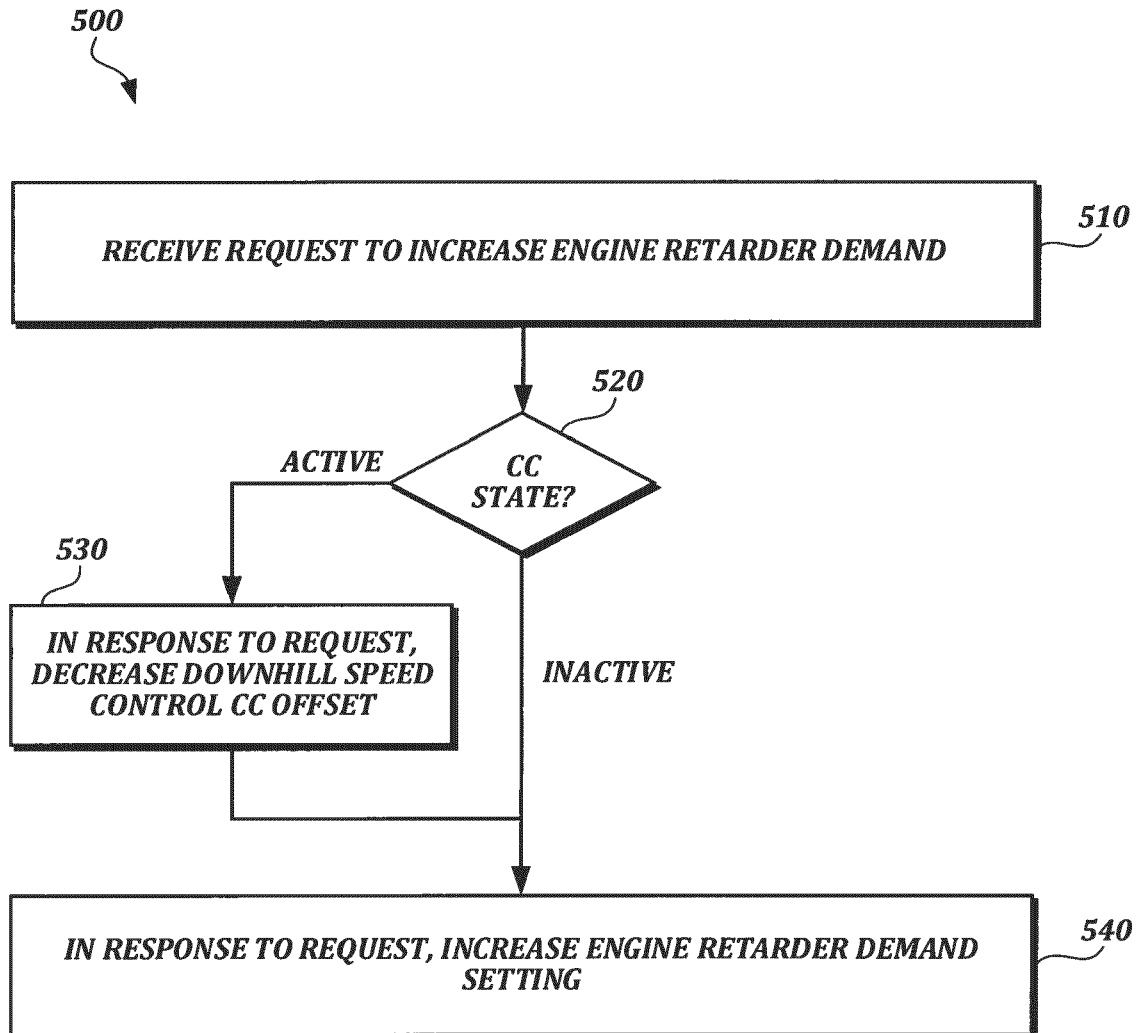 500
RECEIVE REQUEST TO INCREASE ENGINE RETARDER DEMAND
510
520
ACTIVE
CC
STATE?
530
IN RESPONSE TO REQUEST,
DECREASE DOWNHILL SPEED
CONTROL CC OFFSET
INACTIVE
IN RESPONSE TO REQUEST, INCREASE ENGINE RETARDER DEMAND
SETTING
540